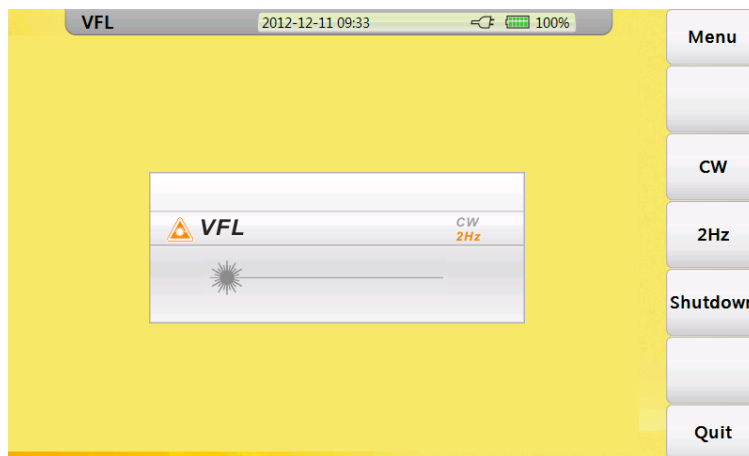 VFL
2012-12-11 09:33
100%
Menu
CW
2Hz
Shutdown
Quit
VFL
CW
2Hz